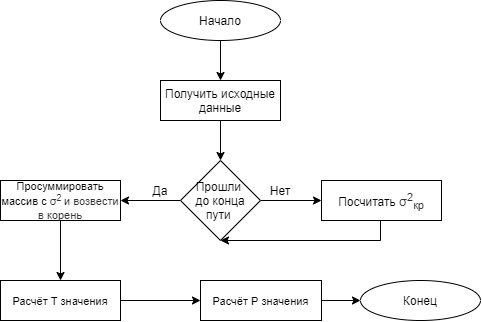 Начало
Получить исходные
данные
Прошли
до конца
пути
Да
Нет
Просуммировать
массив с σ² и возвести
в корень
Посчитать σ²кр
Расчёт T значения
Расчёт P значения
Конец